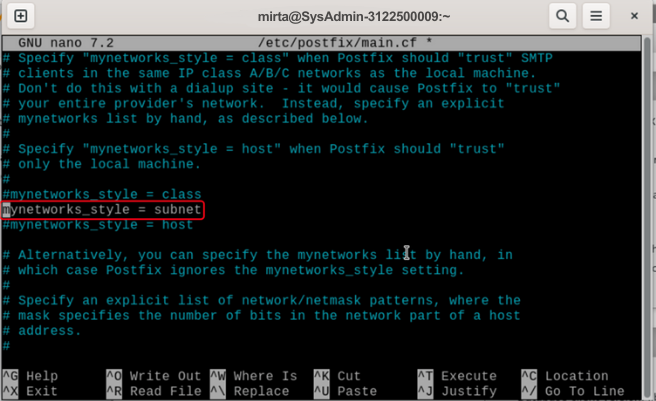 mirta@SysAdmin-3122500009:~
GNU nano 7.2 /etc/postfix/main.cf *
# Specify "mynetworks_style = class" when Postfix should "trust" SMTP
# clients in the same IP class A/B/C networks as the local machine.
# Don't do this with a dialup site - it would cause Postfix to "trust"
# your entire provider's network.  Instead, specify an explicit
# mynetworks list by hand, as described below.
#
# Specify "mynetworks_style = host" when Postfix should "trust"
# only the local machine.
#
#mynetworks_style = class
mynetworks_style = subnet
#mynetworks_style = host
# Alternatively, you can specify the mynetworks list by hand, in
# which case Postfix ignores the mynetworks_style setting.
#
# Specify an explicit list of network/netmask patterns, where the
# mask specifies the number of bits in the network part of a host
# address.
#
^G Help ^O Write Out ^W Where Is ^K Cut ^T Execute ^C Location
^X Exit ^R Read File ^\ Replace ^U Paste ^J Justify ^/ Go To Line